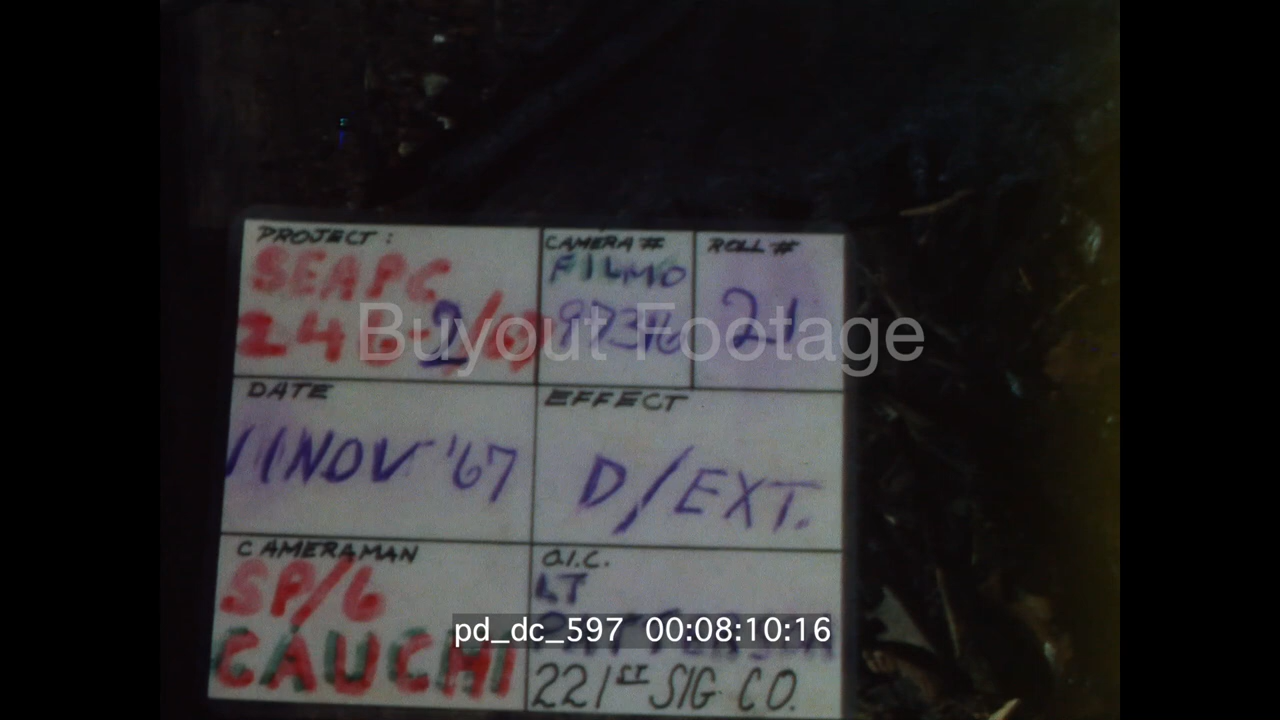 PROJECT:
SEAPC
CAMERA #
FILMO
ROLL #
21
Buyout Footage
DATE
11 NOV '67
EFFECT
D/EXT.
CAMERAMAN
SP/6
CAUCHI
O.I.C.
LT
pd_dc_597 00:08:10:16
221ST SIG CO.